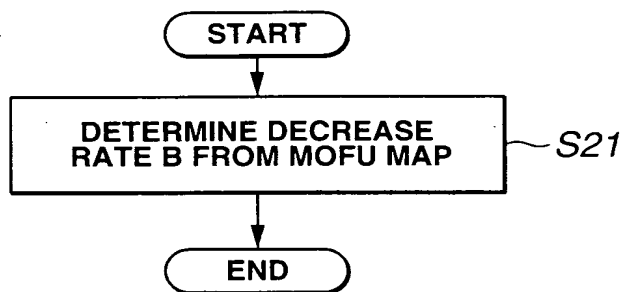 START
DETERMINE DECREASE
RATE B FROM MOFU MAP
S21
END